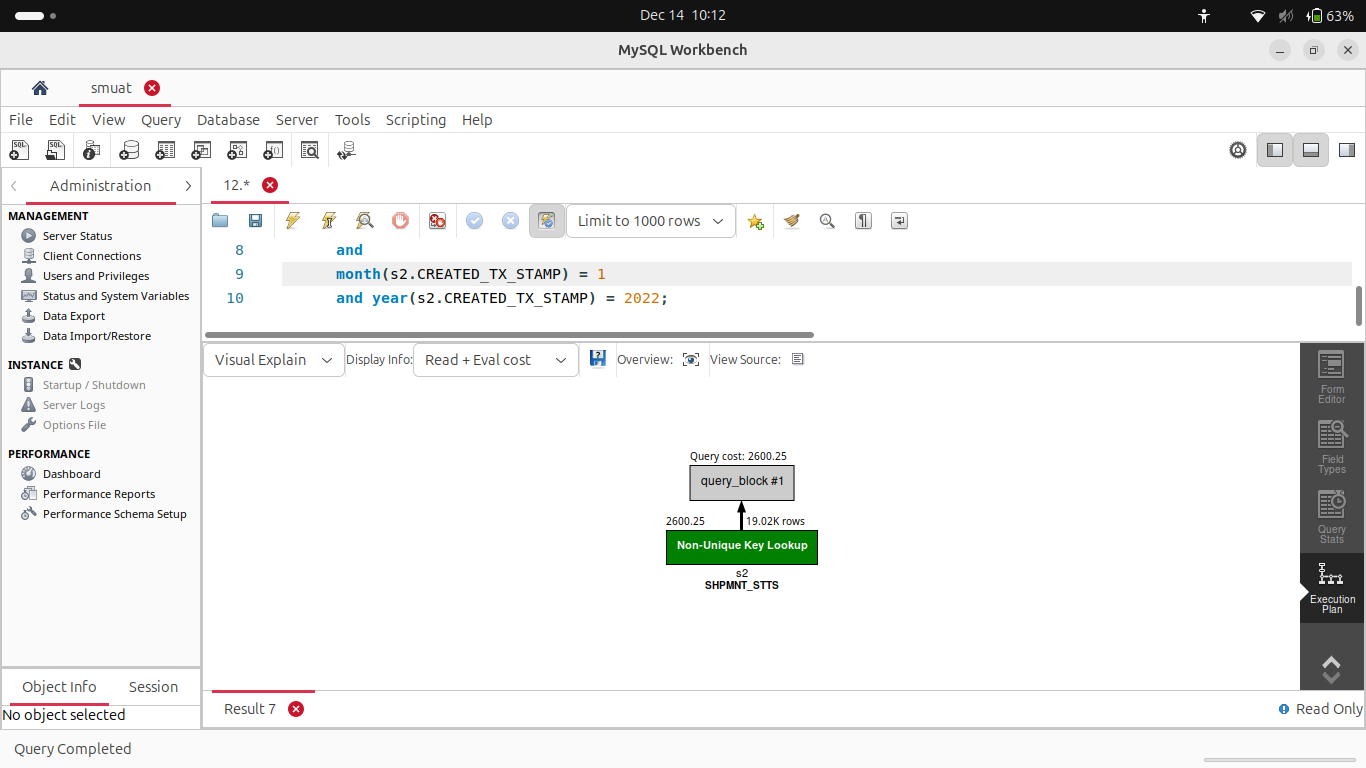 Dec 14 10:12
63%
MySQL Workbench
smuat
File Edit View Query Database Server Tools Scripting Help
Administration
MANAGEMENT
Server Status
Client Connections
Users and Privileges
Status and System Variables
Data Export
Data Import/Restore
INSTANCE
Startup / Shutdown
Server Logs
Options File
PERFORMANCE
Dashboard
Performance Reports
Performance Schema Setup
Object Info Session
No object selected
12.*
Limit to 1000 rows
8 and
9 month(s2.CREATED_TX_STAMP) = 1
10 and year(s2.CREATED_TX_STAMP) = 2022;
Visual Explain Display Info: Read + Eval cost Overview: View Source:
Query cost: 2600.25
query_block #1
2600.25 19.02K rows
Non-Unique Key Lookup
s2
SHPMNT_STTS
Form
Editor
Field
Types
Query
Stats
Execution
Plan
Result 7
Read Only
Query Completed